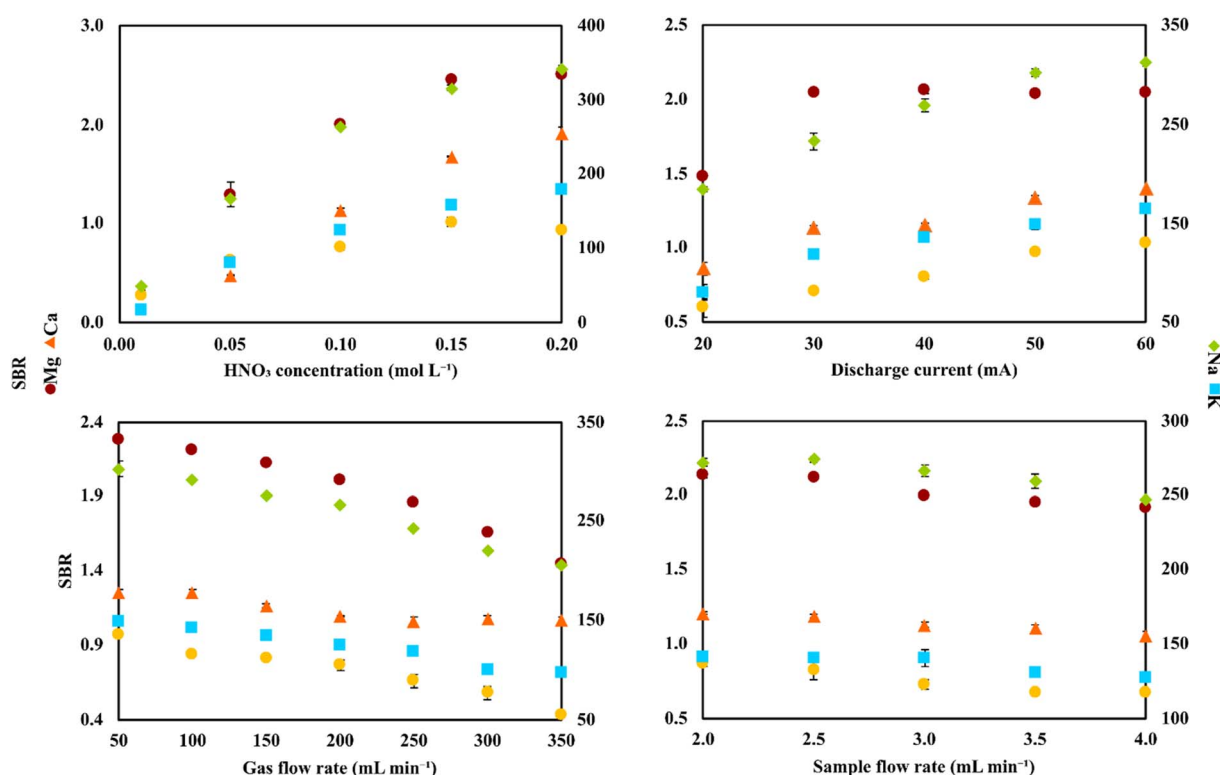 3.0
2.0
1.0
0.0
400
300
200
100
0
0.00 0.05 0.10 0.15 0.20
HNO₃ concentration (mol L⁻¹)
2.5
2.0
1.5
1.0
0.5
350
250
150
50
20 30 40 50 60
Discharge current (mA)
SBR
Mg Ca
Na
K
2.4
1.9
1.4
0.9
0.4
350
250
150
50
SBR
50 100 150 200 250 300 350
Gas flow rate (mL min⁻¹)
2.5
2.0
1.5
1.0
0.5
300
250
200
150
100
2.0 2.5 3.0 3.5 4.0
Sample flow rate (mL min⁻¹)